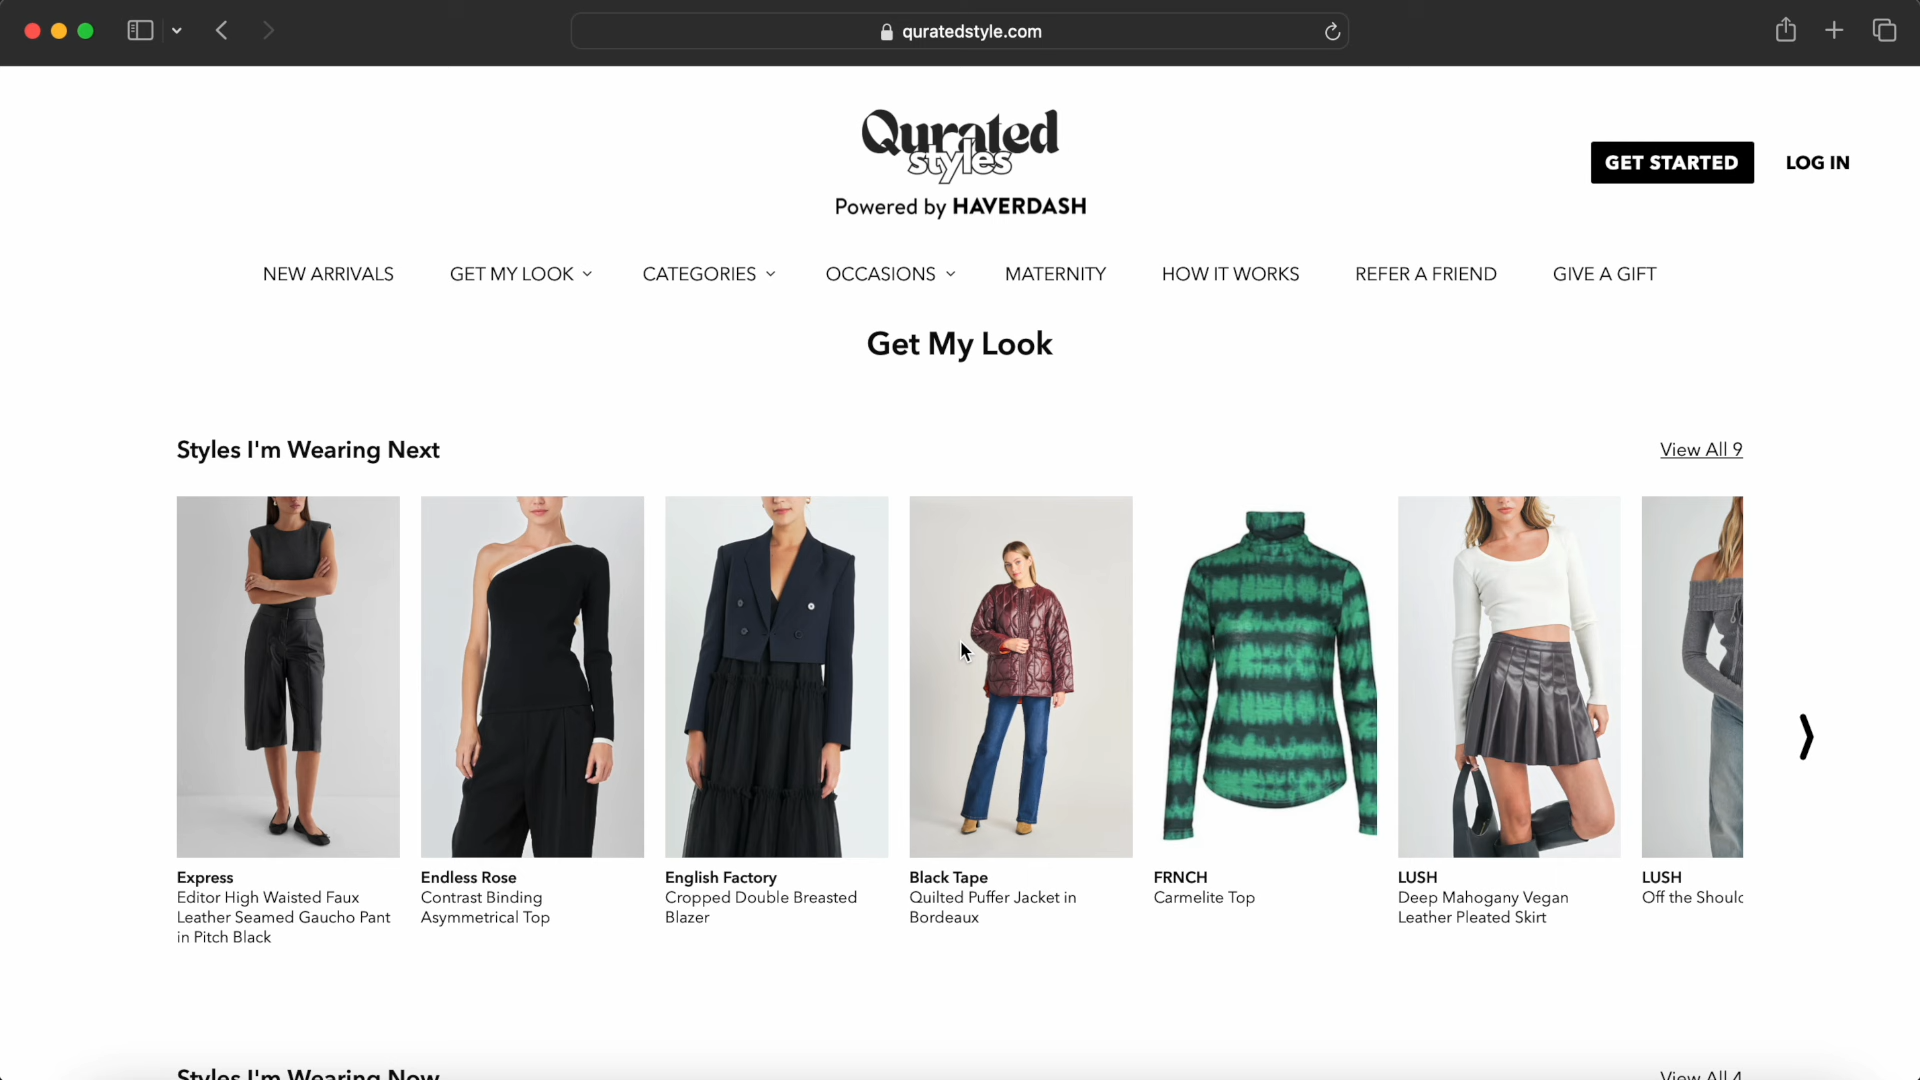 quratedstyle.com
Qurated
styles
Powered by HAVERDASH
GET STARTED
LOG IN
NEW ARRIVALS
GET MY LOOK
CATEGORIES
OCCASIONS
MATERNITY
HOW IT WORKS
REFER A FRIEND
GIVE A GIFT
Get My Look
Styles I'm Wearing Next
View All 9
Express
Editor High Waisted Faux
Leather Seamed Gaucho Pant
in Pitch Black
Endless Rose
Contrast Binding
Asymmetrical Top
English Factory
Cropped Double Breasted
Blazer
Black Tape
Quilted Puffer Jacket in
Bordeaux
FRNCH
Carmelite Top
LUSH
Deep Mahogany Vegan
Leather Pleated Skirt
LUSH
Off the Should
Styles I'm Wearing Now
View All 4